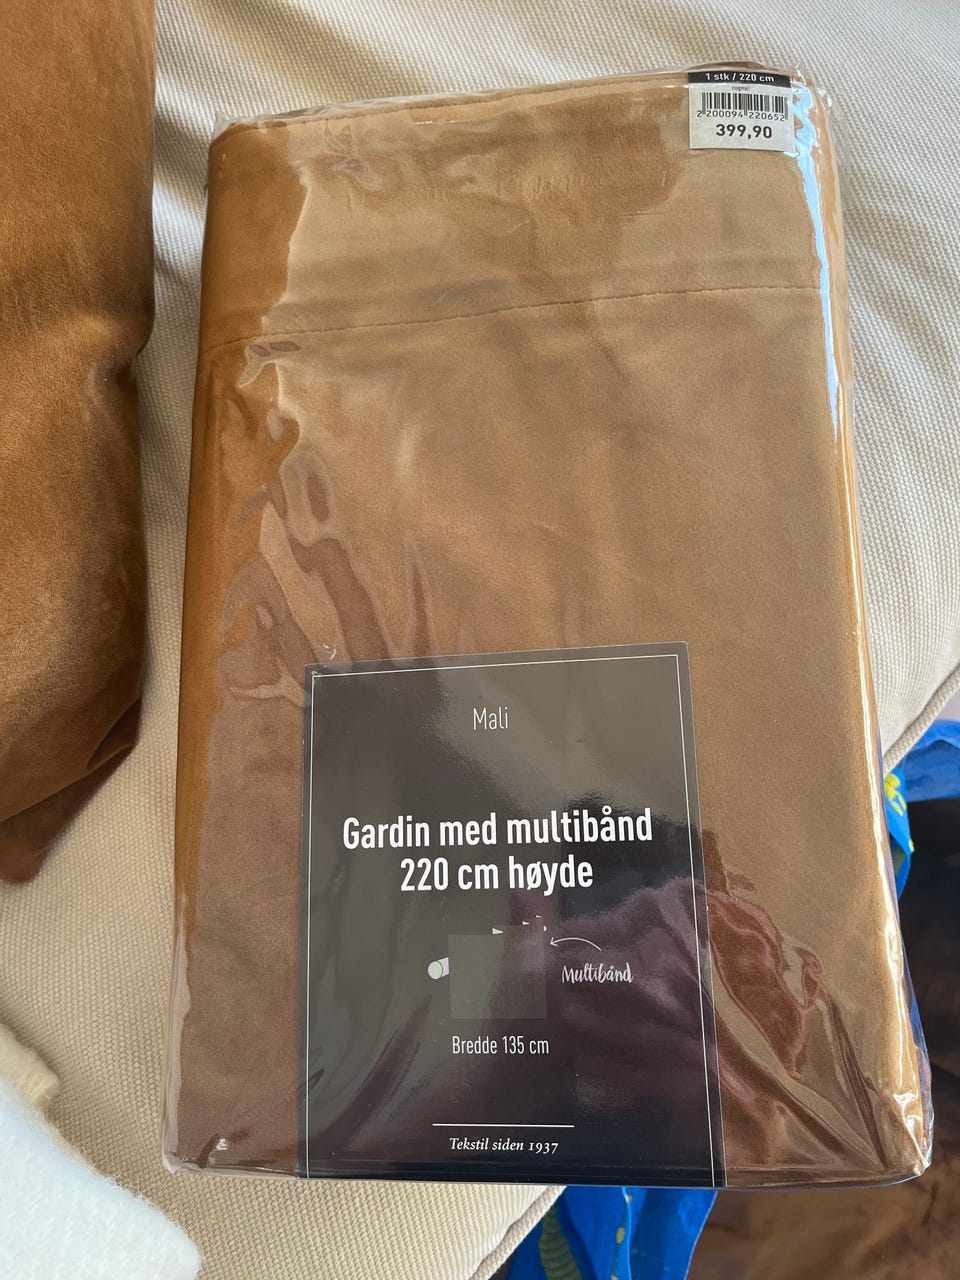 1 stk / 220 cm
cognac
2 200094 220652
399,90
Mali
Gardin med multibånd
220 cm høyde
Multibånd
Bredde 135 cm
Tekstil siden 1937